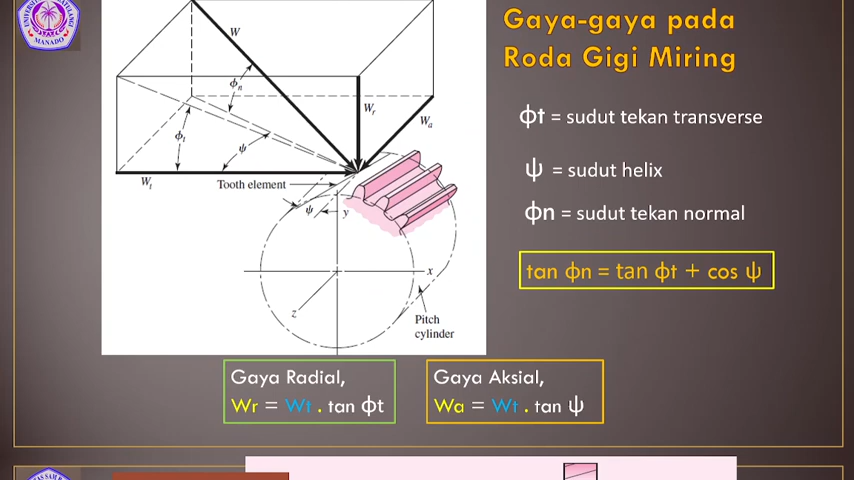 MANADO
Gaya-gaya pada
Roda Gigi Miring
W
ϕn
Wr
Wa
ϕt
ψ
Wt
Tooth element
ψ
y
x
z
Pitch
cylinder
ϕt = sudut tekan transverse
ψ = sudut helix
ϕn = sudut tekan normal
tan ϕn = tan ϕt + cos ψ
Gaya Radial,
Wr = Wt . tan ϕt
Gaya Aksial,
Wa = Wt . tan ψ